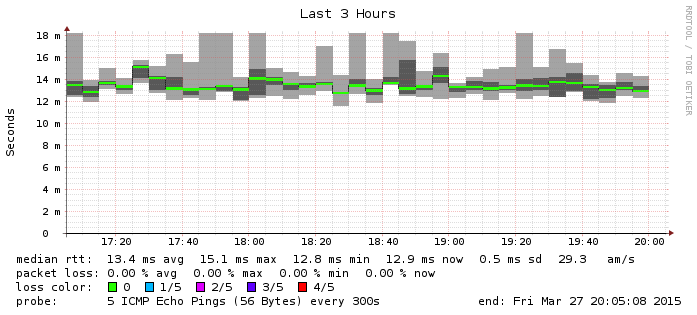 Last 3 Hours
RRDTOOL / TOBI OETIKER
Seconds
18 m
16 m
14 m
12 m
10 m
8 m
6 m
4 m
2 m
0
17:20 17:40 18:00 18:20 18:40 19:00 19:20 19:40 20:00
median rtt: 13.4 ms avg 15.1 ms max 12.8 ms min 12.9 ms now 0.5 ms sd 29.3 am/s
packet loss: 0.00 % avg 0.00 % max 0.00 % min 0.00 % now
loss color: 0 1/5 2/5 3/5 4/5
probe: 5 ICMP Echo Pings (56 Bytes) every 300s end: Fri Mar 27 20:05:08 2015